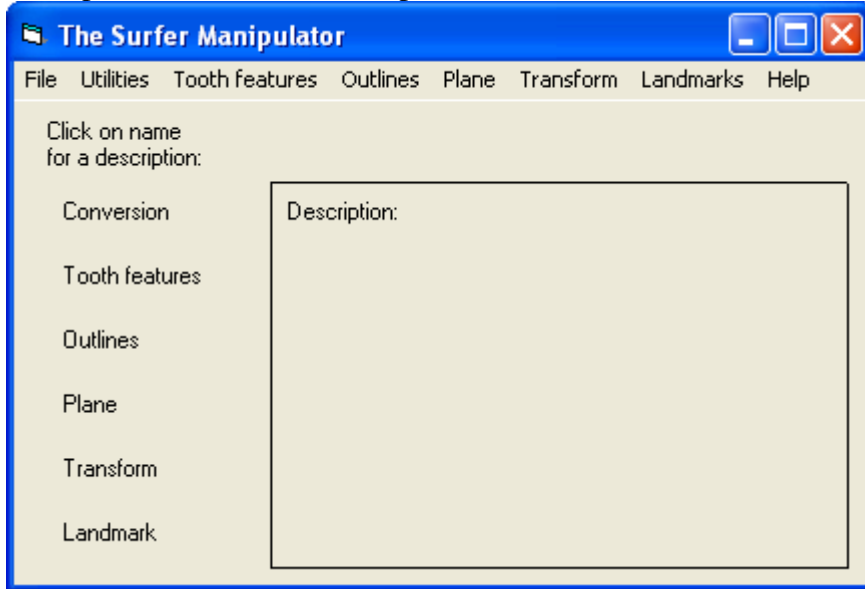 The Surfer Manipulator
File Utilities Tooth features Outlines Plane Transform Landmarks Help
Click on name
for a description:
Conversion
Description:
Tooth features
Outlines
Plane
Transform
Landmark